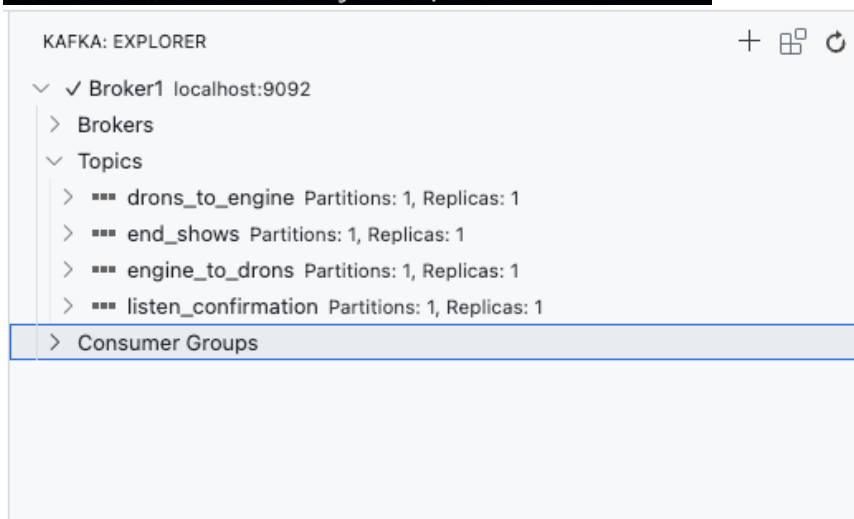 KAFKA: EXPLORER
Broker1 localhost:9092
Brokers
Topics
drons_to_engine Partitions: 1, Replicas: 1
end_shows Partitions: 1, Replicas: 1
engine_to_drons Partitions: 1, Replicas: 1
listen_confirmation Partitions: 1, Replicas: 1
Consumer Groups